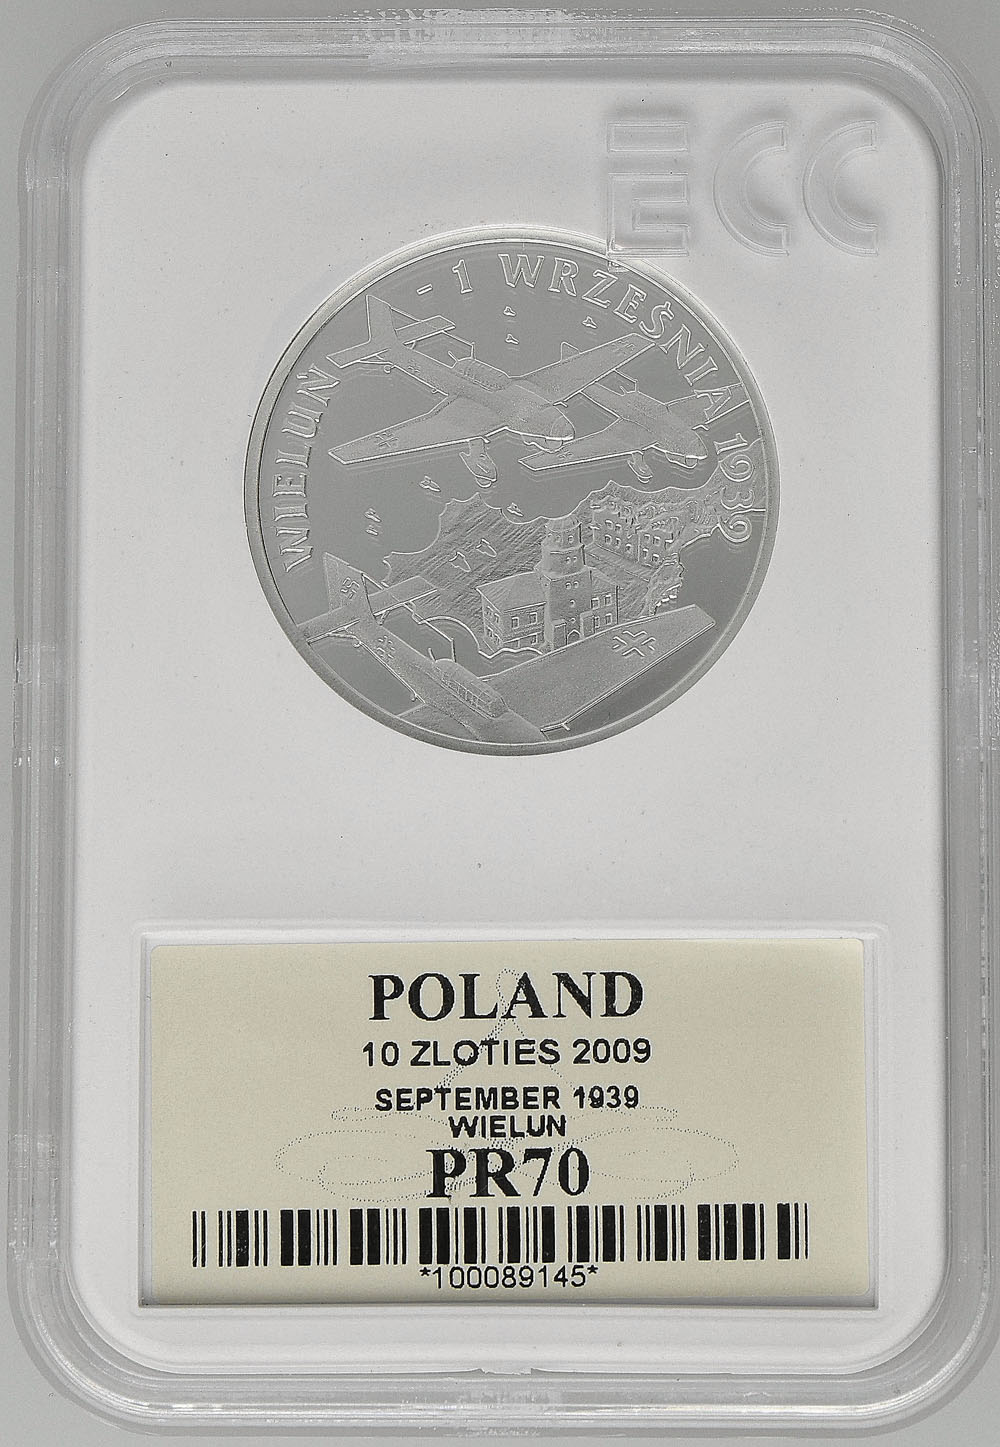 ECC
WIELUŃ - 1 WRZEŚNIA 1939
POLAND
10 ZLOTIES 2009
SEPTEMBER 1939
WIELUN
PR70
*100089145*